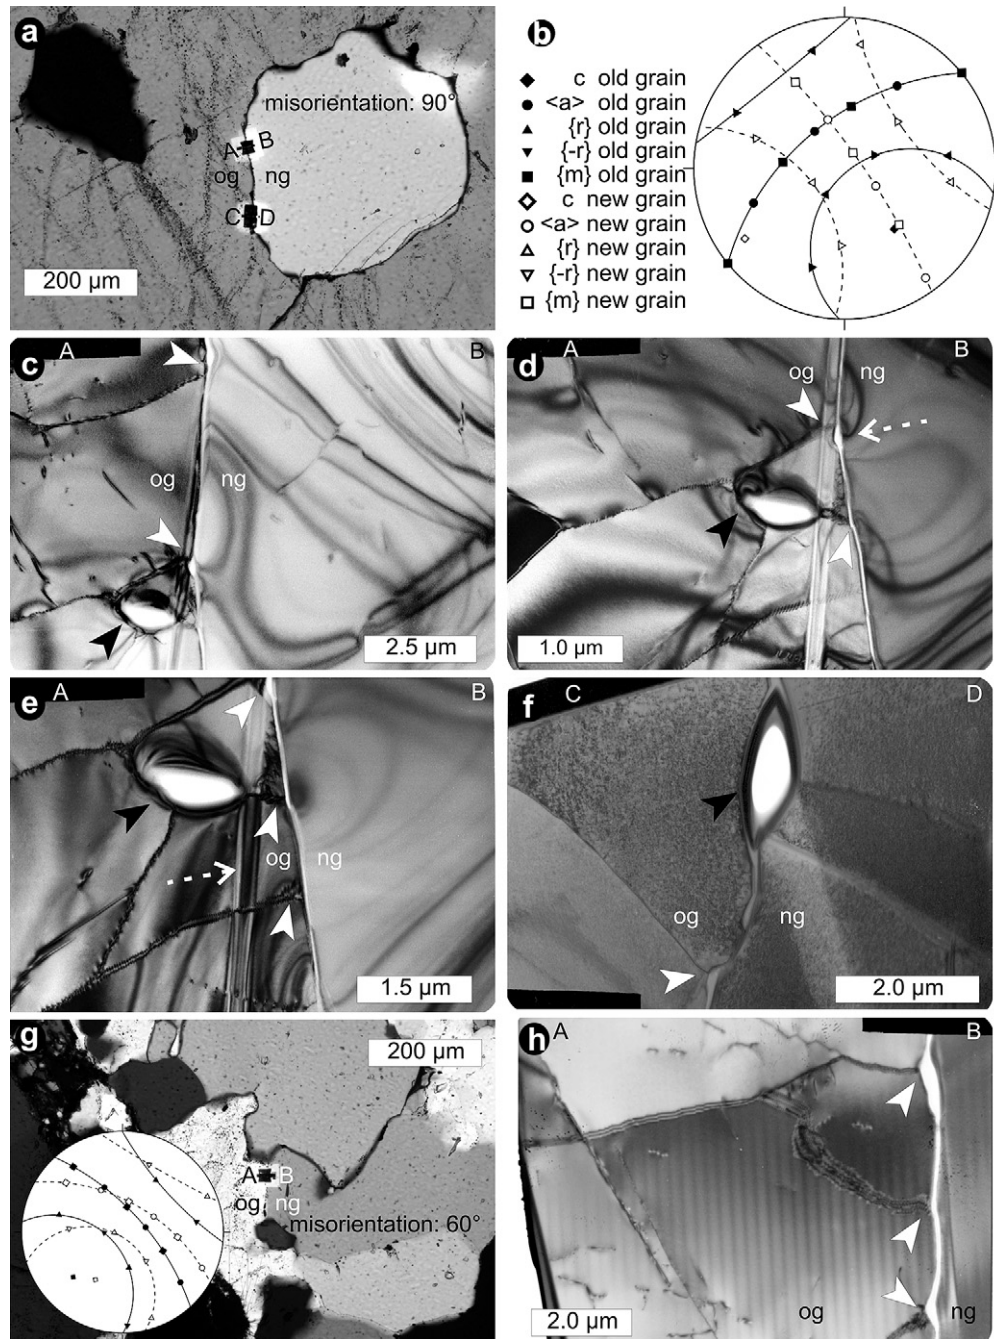 a
misorientation: 90°
A B
og ng
C D
200 µm
b
c old grain
<a> old grain
{r} old grain
{-r} old grain
{m} old grain
c new grain
<a> new grain
{r} new grain
{-r} new grain
{m} new grain
c
A
B
og
ng
2.5 µm
d
A
B
og
ng
1.0 µm
e
A
B
og
ng
1.5 µm
f
C
D
og
ng
2.0 µm
g
200 µm
A B
og ng
misorientation: 60°
h
A
B
2.0 µm
og
ng